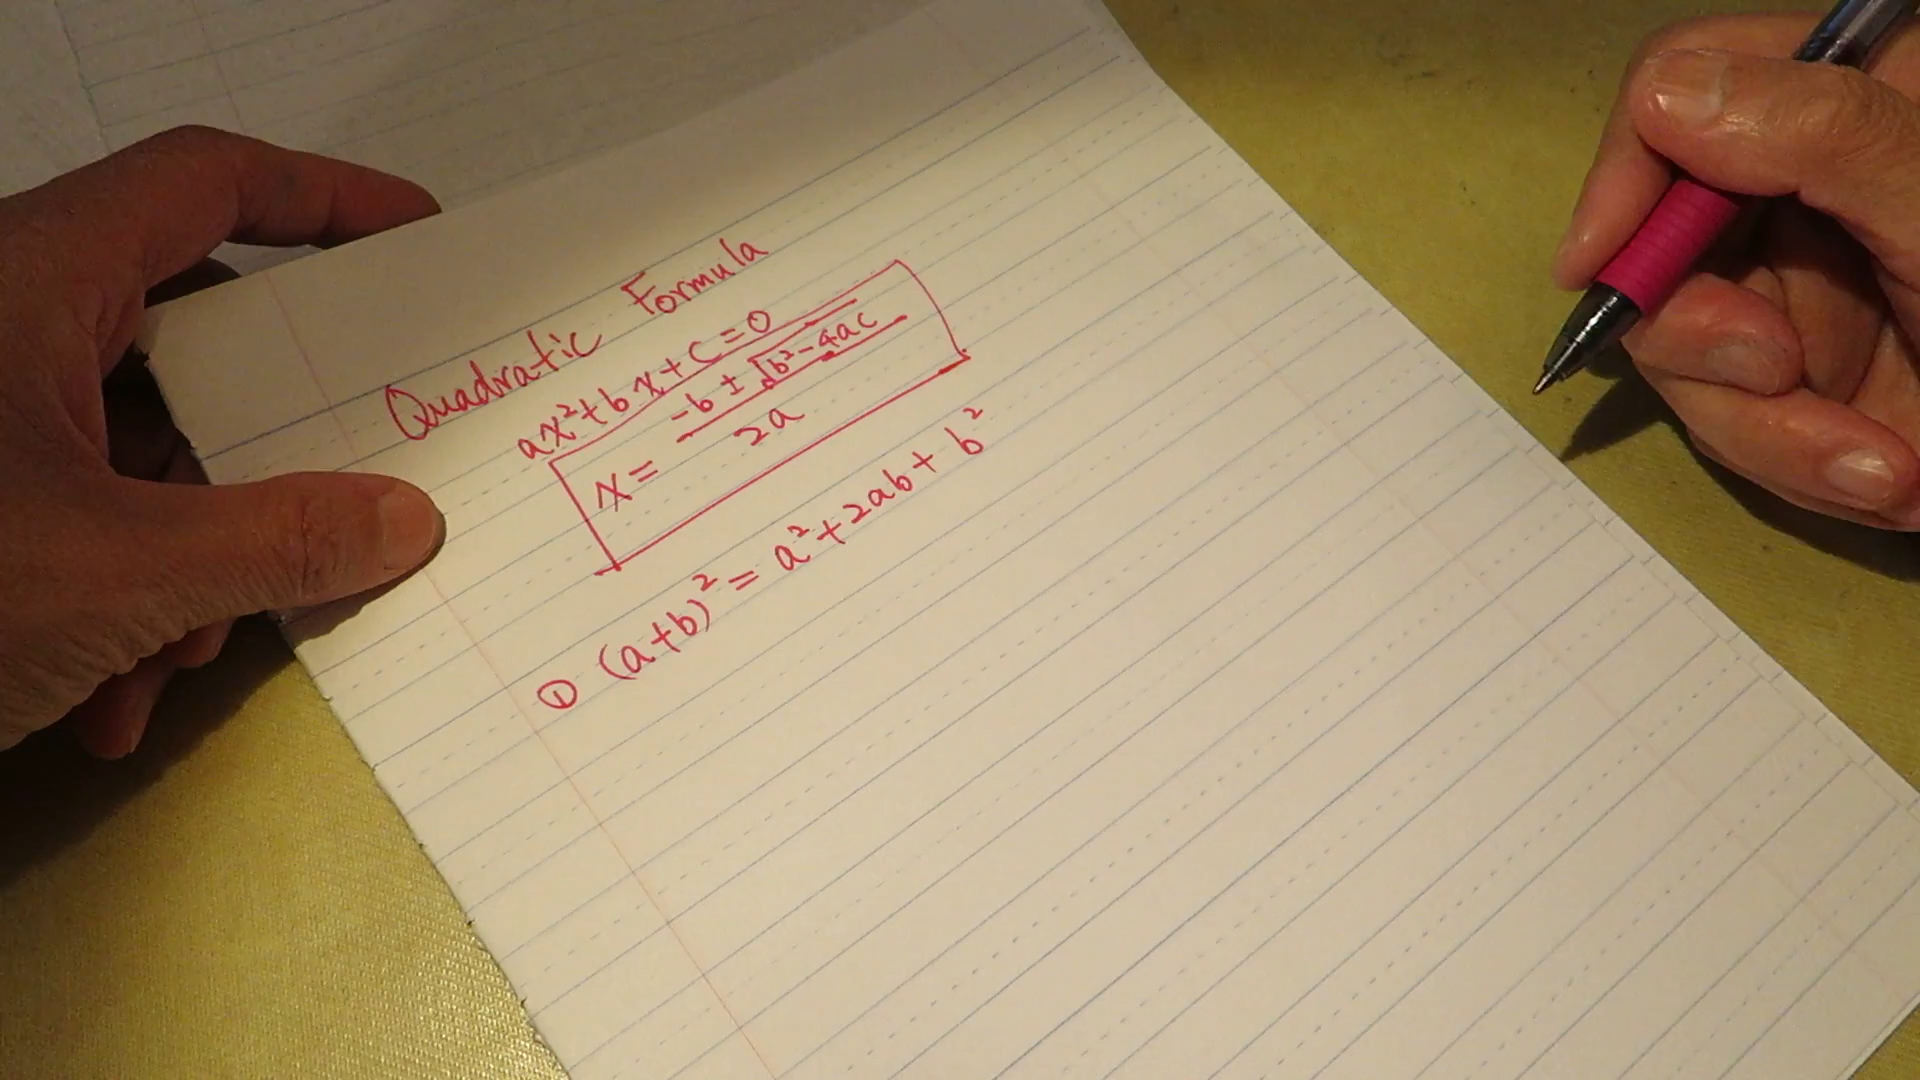 Quadratic Formula
ax²+bx+c=0
x= -b ± √b²-4ac / 2a
① (a+b)² = a²+2ab+b²